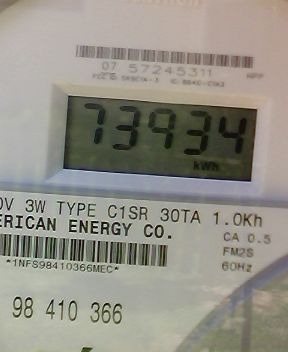 07 57245311
73934
kWh
0V 3W TYPE C1SR 30TA 1.0Kh
ERICAN ENERGY CO.
CA 0.5
FM2S
60Hz
*1NFS98410366MEC*
98 410 366